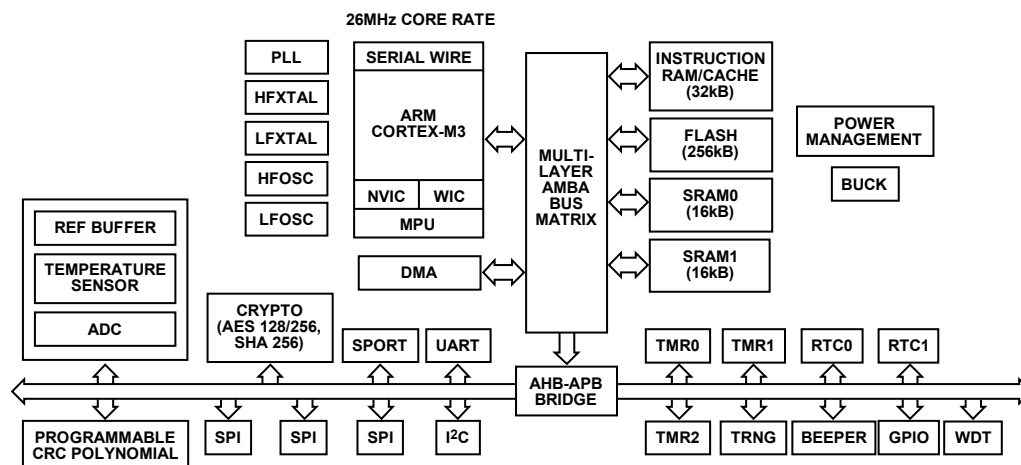 26MHz CORE RATE
PLL
HFXTAL
LFXTAL
HFOSC
LFOSC
SERIAL WIRE
ARM
CORTEX-M3
NVIC
WIC
MPU
DMA
MULTI-
LAYER
AMBA
BUS
MATRIX
INSTRUCTION
RAM/CACHE
(32kB)
FLASH
(256kB)
SRAM0
(16kB)
SRAM1
(16kB)
POWER
MANAGEMENT
BUCK
REF BUFFER
TEMPERATURE
SENSOR
ADC
CRYPTO
(AES 128/256,
SHA 256)
SPORT
UART
TMR0
TMR1
RTC0
RTC1
AHB-APB
BRIDGE
PROGRAMMABLE
CRC POLYNOMIAL
SPI
SPI
SPI
I²C
TMR2
TRNG
BEEPER
GPIO
WDT